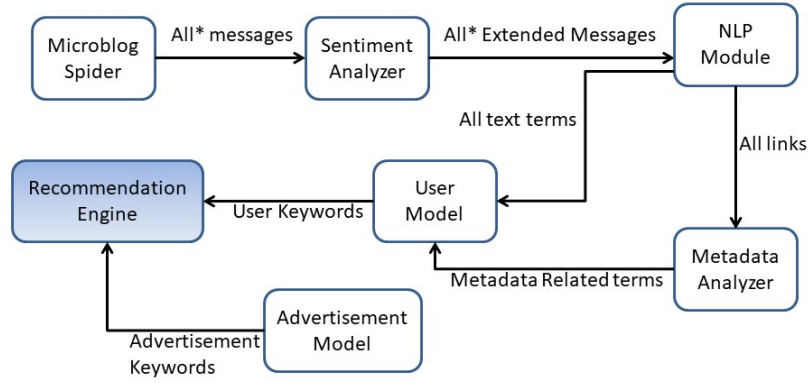 Microblog
Spider
All* messages
Sentiment
Analyzer
All* Extended Messages
NLP
Module
All text terms
All links
Recommendation
Engine
User Keywords
User
Model
Metadata
Analyzer
Metadata Related terms
Advertisement
Model
Advertisement
Keywords